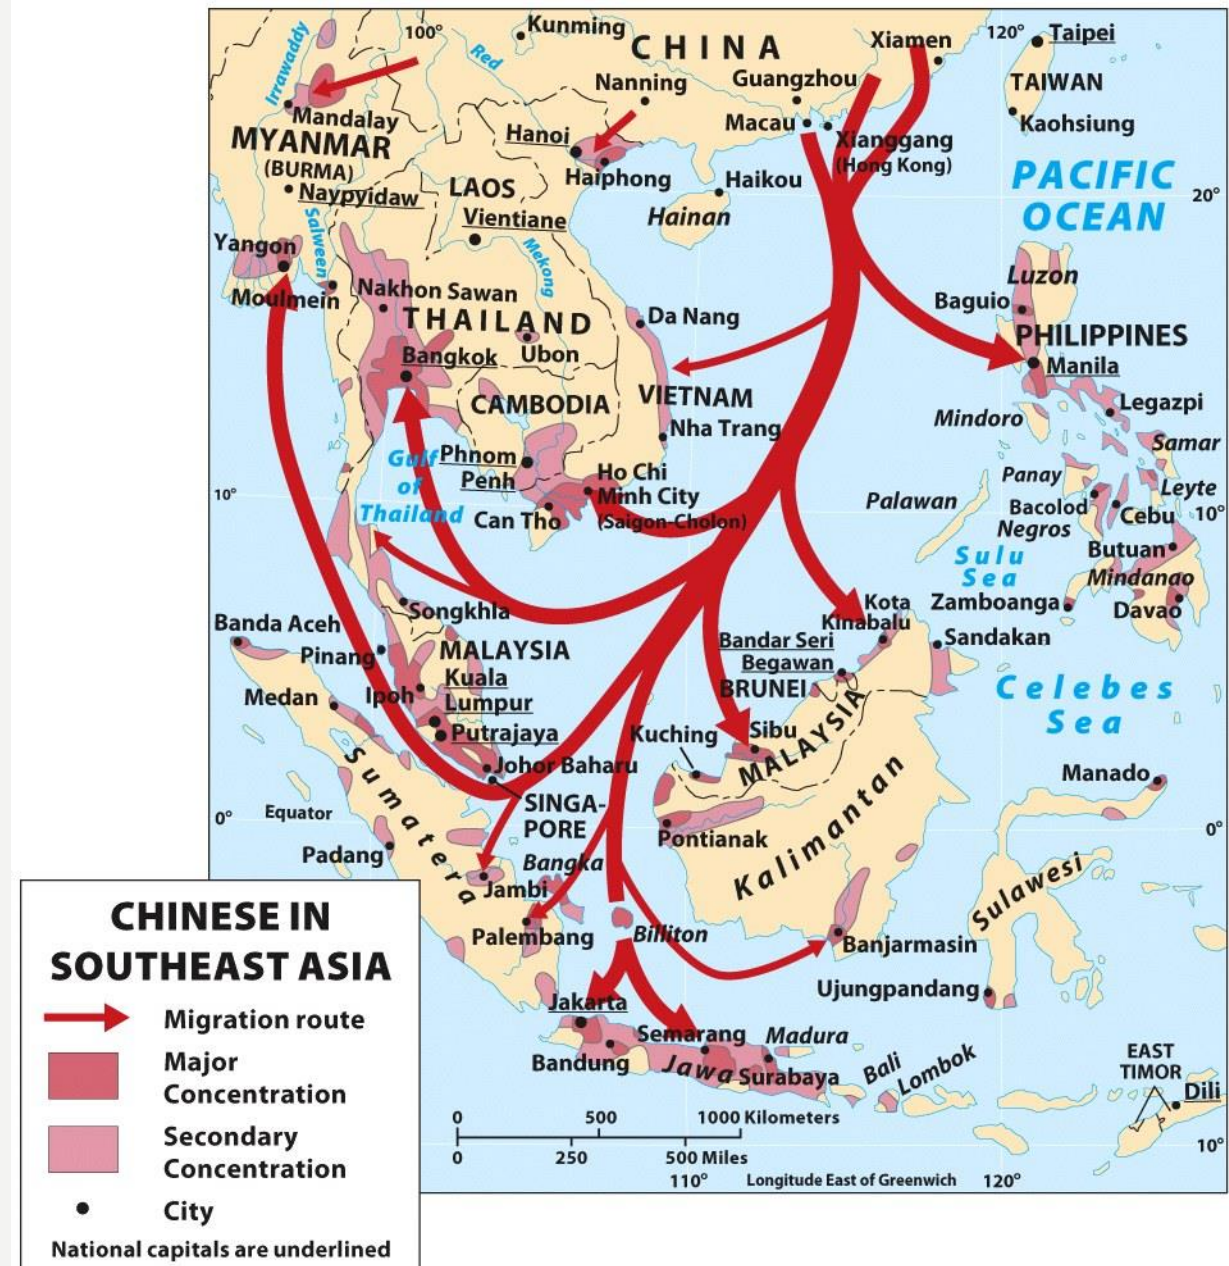 100°
Kunming
CHINA
Xiamen
120°
Taipei
Irrawaddy
Red
Nanning
Guangzhou
TAIWAN
Mandalay
Hanoi
Macau
Xianggang
(Hong Kong)
Kaohsiung
MYANMAR
(BURMA)
Haiphong
Haikou
PACIFIC
OCEAN
Naypyidaw
LAOS
Vientiane
Hainan
20°
Yangon
Salween
Mekong
Moulmein
Nakhon Sawan
Da Nang
Luzon
Baguio
THAILAND
Ubon
PHILIPPINES
Bangkok
Manila
CAMBODIA
VIETNAM
Mindoro
Legazpi
Nha Trang
Samar
Gulf
of
Thailand
Phnom
Penh
Ho Chi
Minh City
(Saigon-Cholon)
Panay
Leyte
Palawan
Bacolod
Cebu
10°
10°
Can Tho
Negros
Sulu
Sea
Butuan
Mindanao
Songkhla
Kota
Kinabalu
Zamboanga
Davao
Banda Aceh
Pinang
MALAYSIA
Bandar Seri
Begawan
Sandakan
Medan
Ipoh
Kuala
Lumpur
BRUNEI
Celebes
Sea
Putrajaya
Kuching
Sibu
MALAYSIA
Johor Baharu
Manado
Sumatera
SINGA-
PORE
Equator
0°
0°
Pontianak
Kalimantan
Padang
Bangka
Jambi
Sulawesi
Palembang
Billiton
Banjarmasin
Ujungpandang
Jakarta
Semarang
Madura
Bandung
Jawa
Surabaya
Bali
Lombok
EAST
TIMOR
Dili
0 500 1000 Kilometers
0 250 500 Miles
10°
110°
Longitude East of Greenwich
120°
CHINESE IN
SOUTHEAST ASIA
Migration route
Major
Concentration
Secondary
Concentration
City
National capitals are underlined